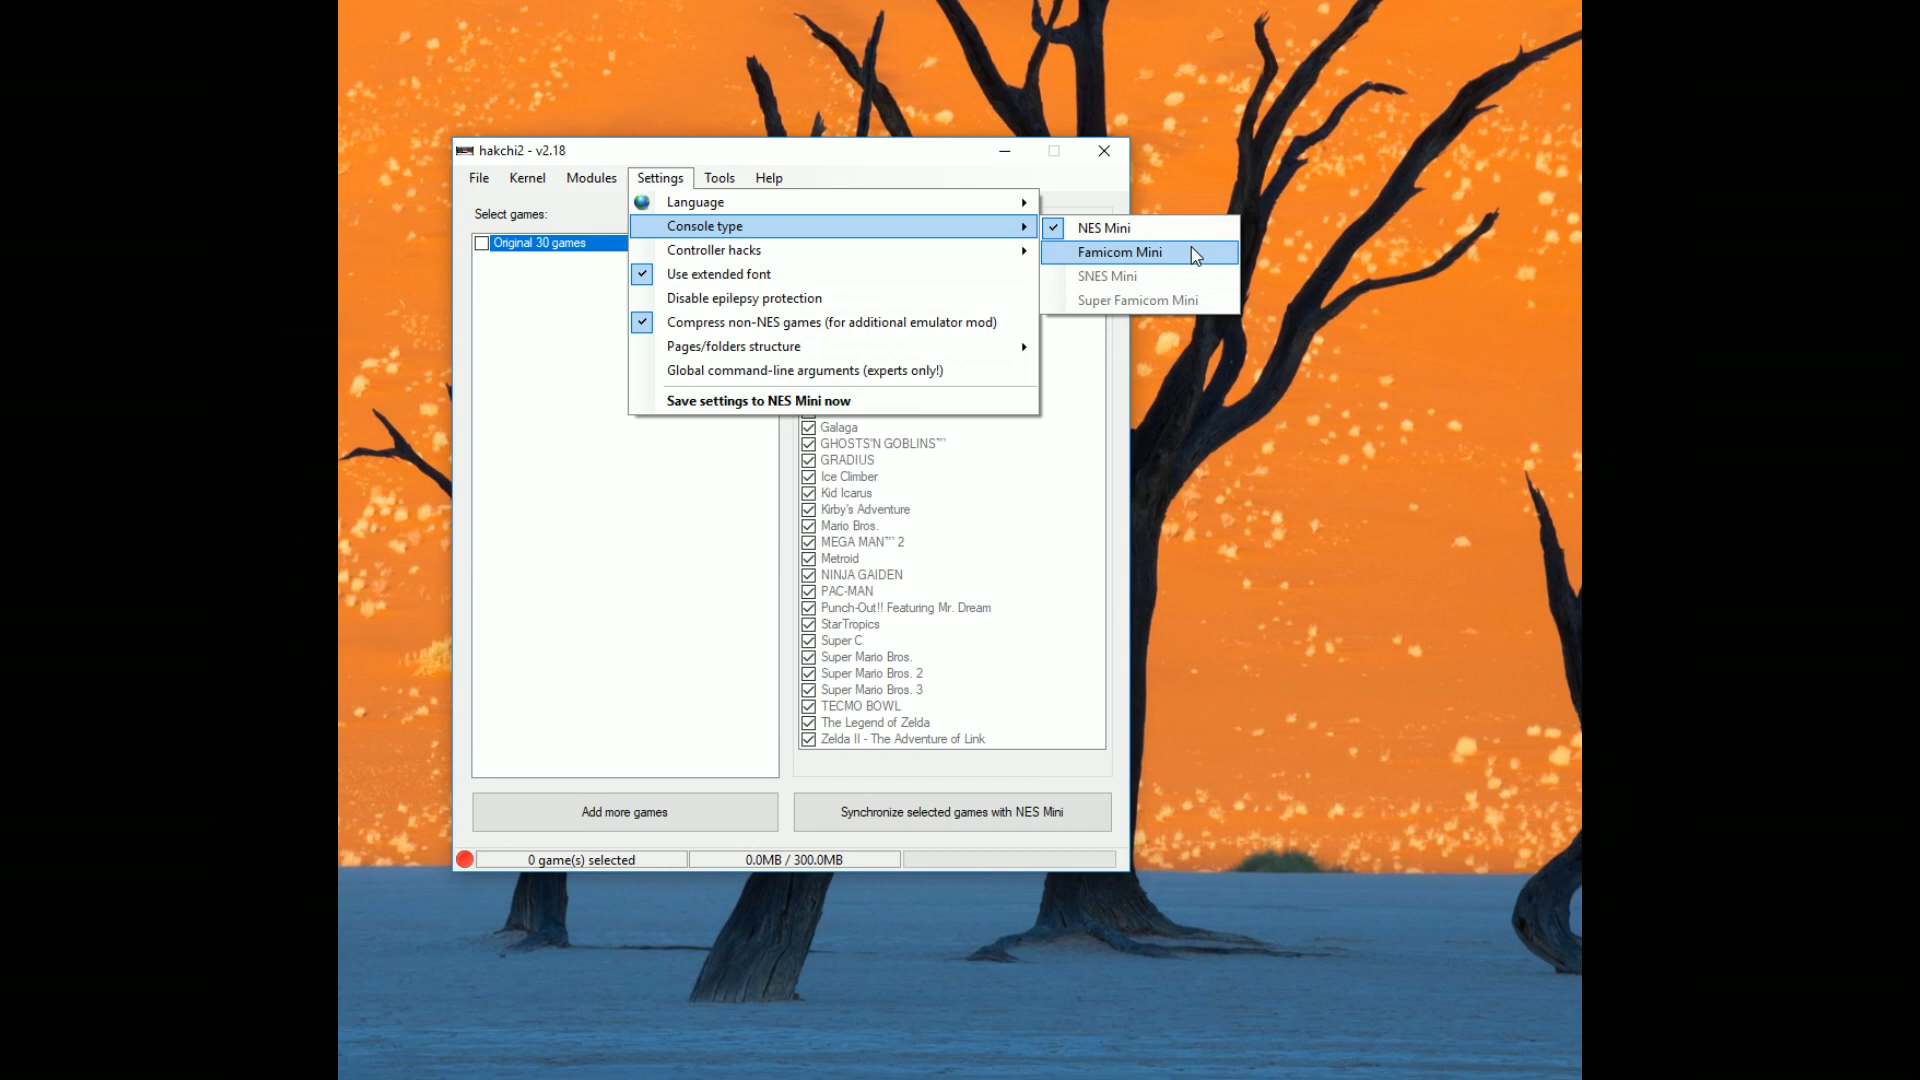 hakchi2 - v2.18
File Kernel Modules Settings Tools Help
Select games:
Original 30 games
Language
Console type
Controller hacks
Use extended font
Disable epilepsy protection
Compress non-NES games (for additional emulator mod)
Pages/folders structure
Global command-line arguments (experts only!)
Save settings to NES Mini now
NES Mini
Famicom Mini
SNES Mini
Super Famicom Mini
Galaga
GHOSTS'N GOBLINS™
GRADIUS
Ice Climber
Kid Icarus
Kirby's Adventure
Mario Bros.
MEGA MAN™ 2
Metroid
NINJA GAIDEN
PAC-MAN
Punch-Out!! Featuring Mr. Dream
StarTropics
Super C
Super Mario Bros.
Super Mario Bros. 2
Super Mario Bros. 3
TECMO BOWL
The Legend of Zelda
Zelda II - The Adventure of Link
Add more games
Synchronize selected games with NES Mini
0 game(s) selected
0.0MB / 300.0MB